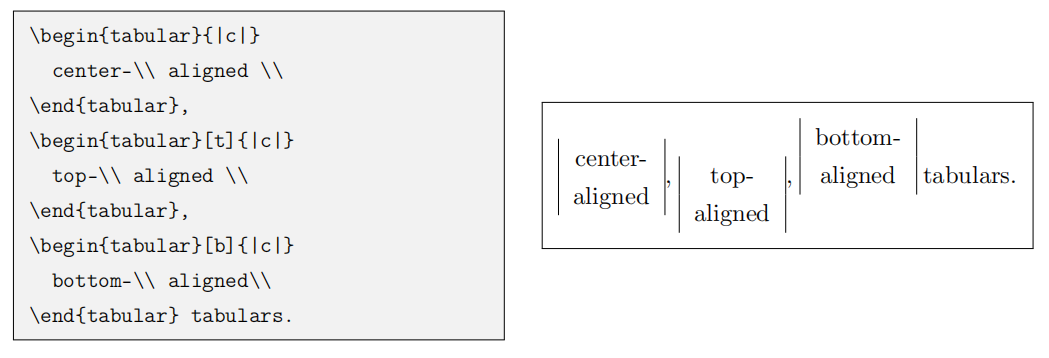 \begin{tabular}{|c|}
center-\\ aligned \\
\end{tabular},
\begin{tabular}[t]{|c|}
top-\\ aligned \\
\end{tabular},
\begin{tabular}[b]{|c|}
bottom-\\ aligned\\
\end{tabular} tabulars.
center-
aligned
,
top-
aligned
,
bottom-
aligned
tabulars.